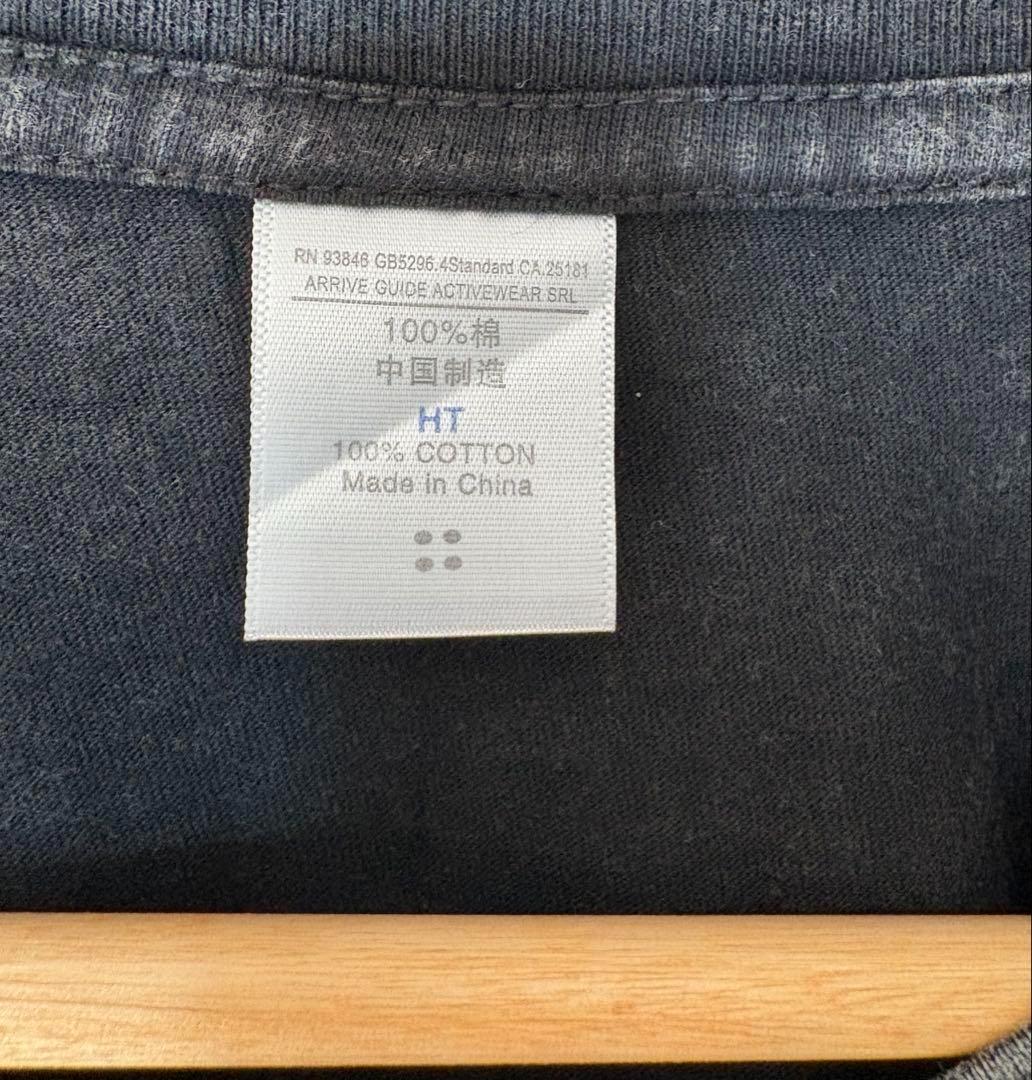 RN 93846 GB5296.4Standard CA.25181
ARRIVE GUIDE ACTIVEWEAR SRL
100%棉
中国制造
HT
100% COTTON
Made in China